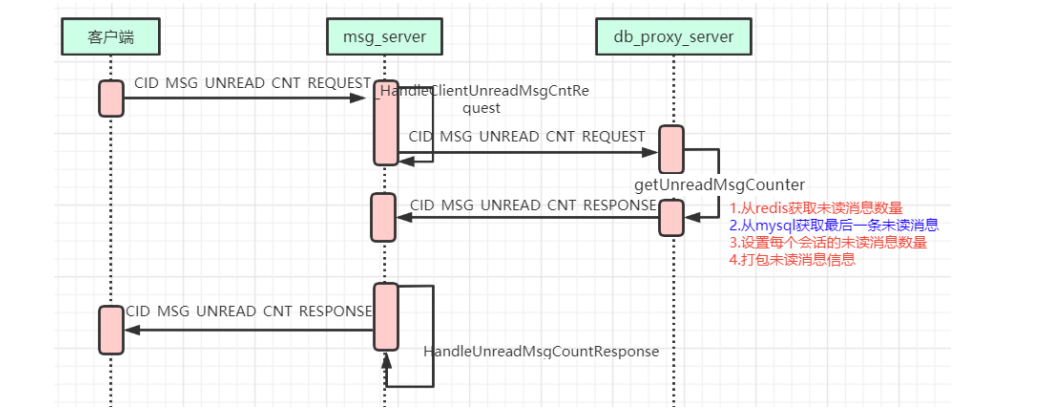 客户端
msg_server
db_proxy_server
CID MSG UNREAD CNT REQUEST
_HandleClientUnreadMsgCntRe
quest
CID MSG UNREAD CNT REQUEST
getUnreadMsgCounter
CID MSG UNREAD CNT RESPONSE
1.从redis获取未读消息数量
2.从mysql获取最后一条未读消息
3.设置每个会话的未读消息数量
4.打包未读消息信息
CID MSG UNREAD CNT RESPONSE
HandleUnreadMsgCountResponse